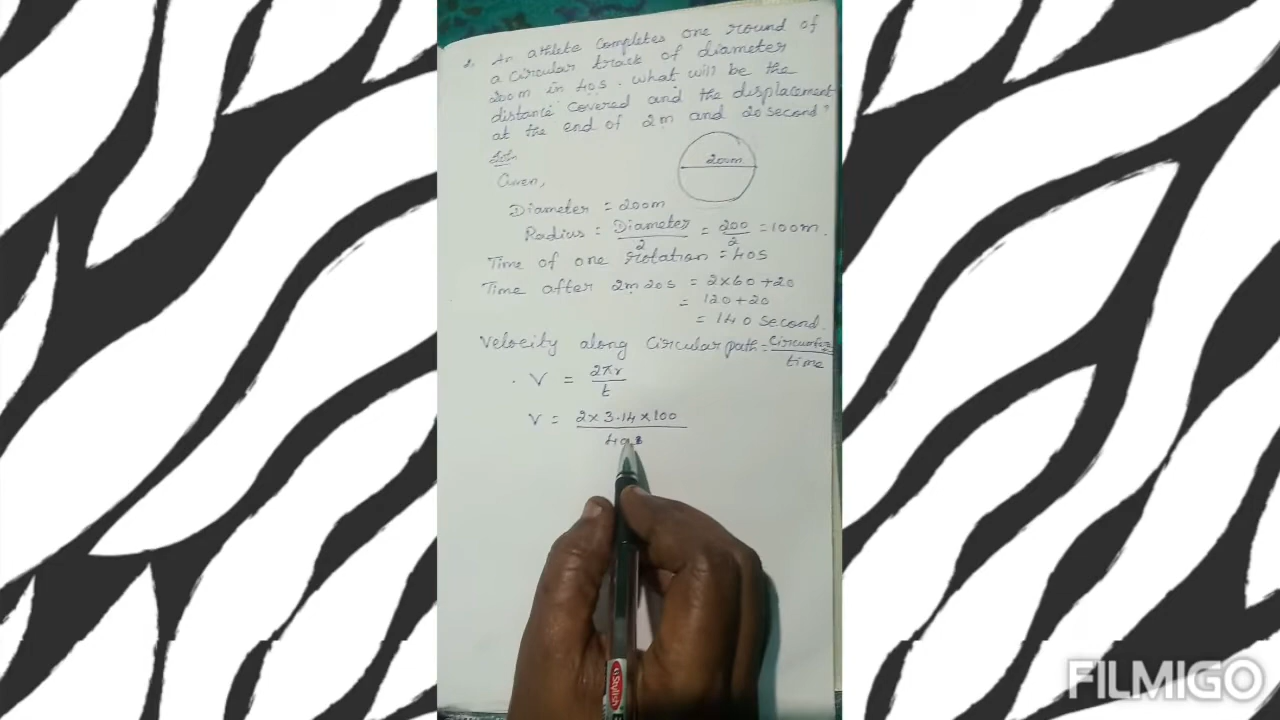 2. An athlete completes one round of
a circular track of diameter
200m in 40s. what will be the
distance covered and the displacement
at the end of 2m and 20 second?
Soln
Given,
200m
Diameter = 200m
Radius = Diameter/2 = 200/2 = 100m.
Time of one rotation = 40s
Time after 2m 20s = 2×60+20
= 120+20
= 140 second.
Velocity along circular path = /time
V = 2πr/t
V = 2×3.14×100/40s
Stylish
FILMIGO